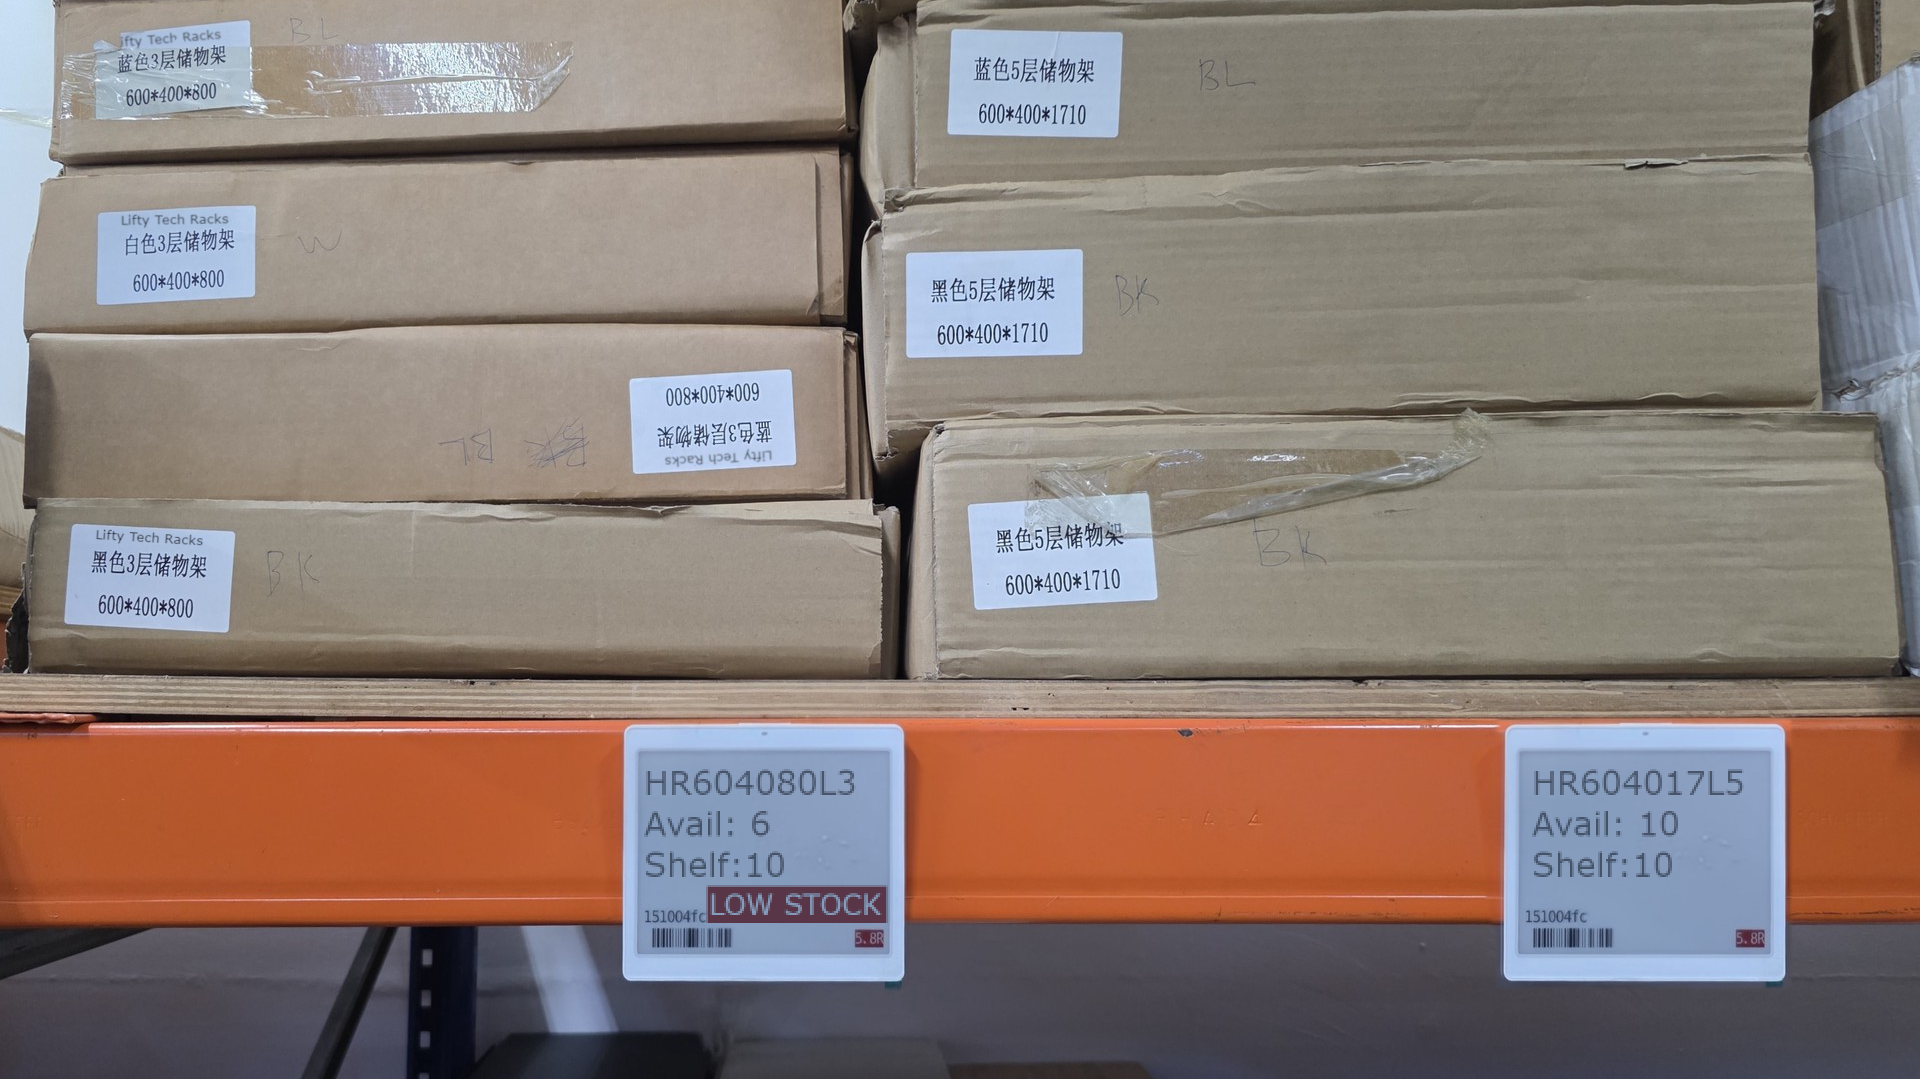 ifty Tech Racks
蓝色3层储物架
600*400*800
BL
Lifty Tech Racks
白色3层储物架
600*400*800
W
Lifty Tech Racks
蓝色3层储物架
600*400*800
BL
Lifty Tech Racks
黑色3层储物架
600*400*800
BK
蓝色5层储物架
600*400*1710
BL
黑色5层储物架
600*400*1710
BK
黑色5层储物架
600*400*1710
BK
HR604080L3
Avail: 6
Shelf:10
LOW STOCK
151004fc
5.8R
HR604017L5
Avail: 10
Shelf:10
151004fc
5.8R